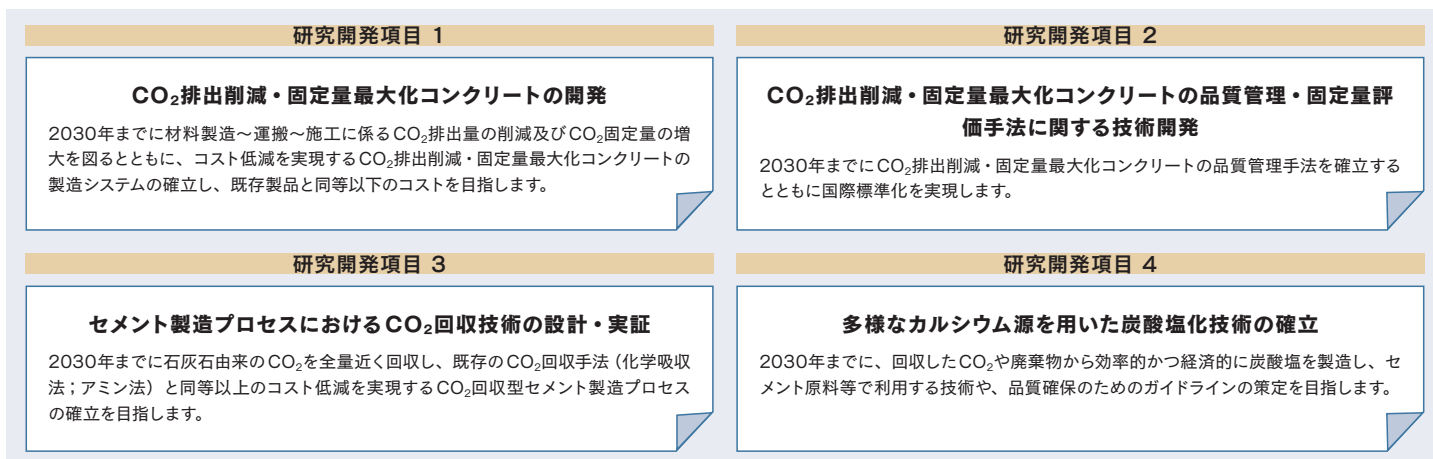 研究開発項目 1
CO₂排出削減・固定量最大化コンクリートの開発
2030年までに材料製造～運搬～施工に係るCO₂排出量の削減及びCO₂固定量の増
大を図るとともに、コスト低減を実現するCO₂排出削減・固定量最大化コンクリートの
製造システムの確立し、既存製品と同等以下のコストを目指します。
研究開発項目 2
CO₂排出削減・固定量最大化コンクリートの品質管理・固定量評
価手法に関する技術開発
2030年までにCO₂排出削減・固定量最大化コンクリートの品質管理手法を確立する
とともに国際標準化を実現します。
研究開発項目 3
セメント製造プロセスにおけるCO₂回収技術の設計・実証
2030年までに石灰石由来のCO₂を全量近く回収し、既存のCO₂回収手法（化学吸収
法；アミン法）と同等以上のコスト低減を実現するCO₂回収型セメント製造プロセス
の確立を目指します。
研究開発項目 4
多様なカルシウム源を用いた炭酸塩化技術の確立
2030年までに、回収したCO₂や廃棄物から効率的かつ経済的に炭酸塩を製造し、セ
メント原料等で利用する技術や、品質確保のためのガイドラインの策定を目指します。